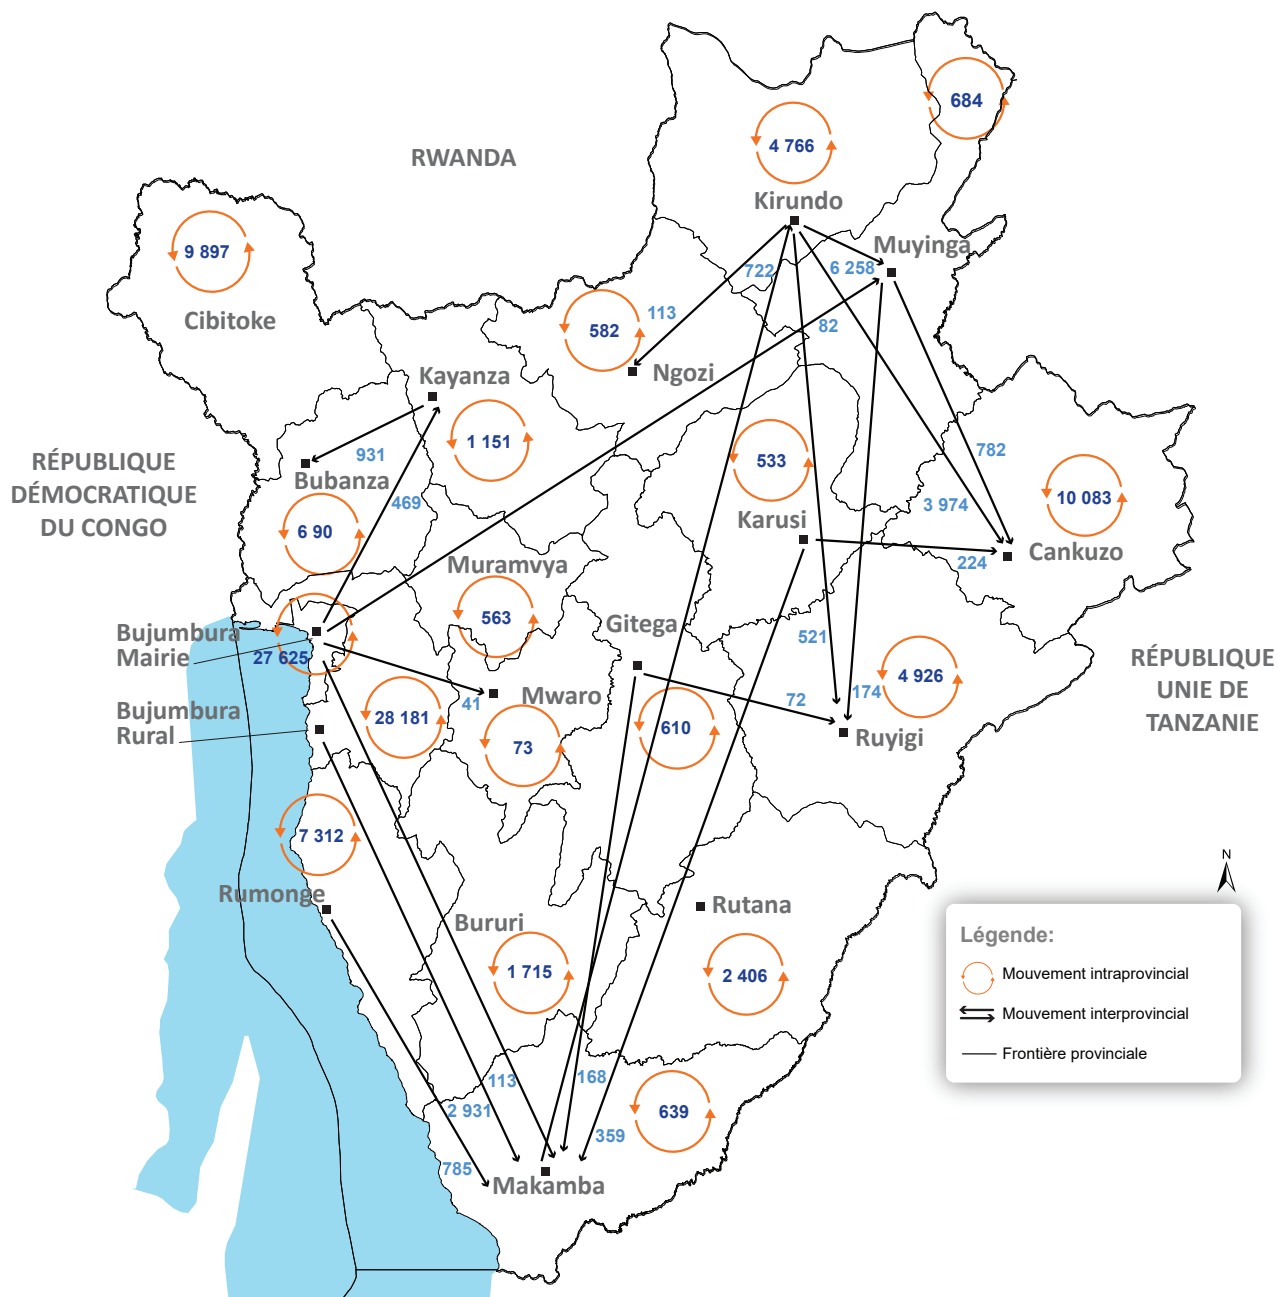 684
4 766
RWANDA
Kirundo
9 897
Muyinga
722
6 258
Cibitoke
113
582
82
Kayanza
Ngozi
1 151
931
782
RÉPUBLIQUE
DÉMOCRATIQUE
DU CONGO
533
Bubanza
469
3 974
10 083
6 90
Karusi
Cankuzo
224
Muramvya
563
Gitega
Bujumbura
Mairie
27 625
521
RÉPUBLIQUE
UNIE DE
TANZANIE
4 926
174
41
Mwaro
72
28 181
Bujumbura
Rural
610
Ruyigi
73
7 312
Rumonge
Rutana
Bururi
1 715
2 406
N
Légende:
Mouvement intraprovincial
Mouvement interprovincial
Frontière provinciale
113
168
2 931
639
359
785
Makamba